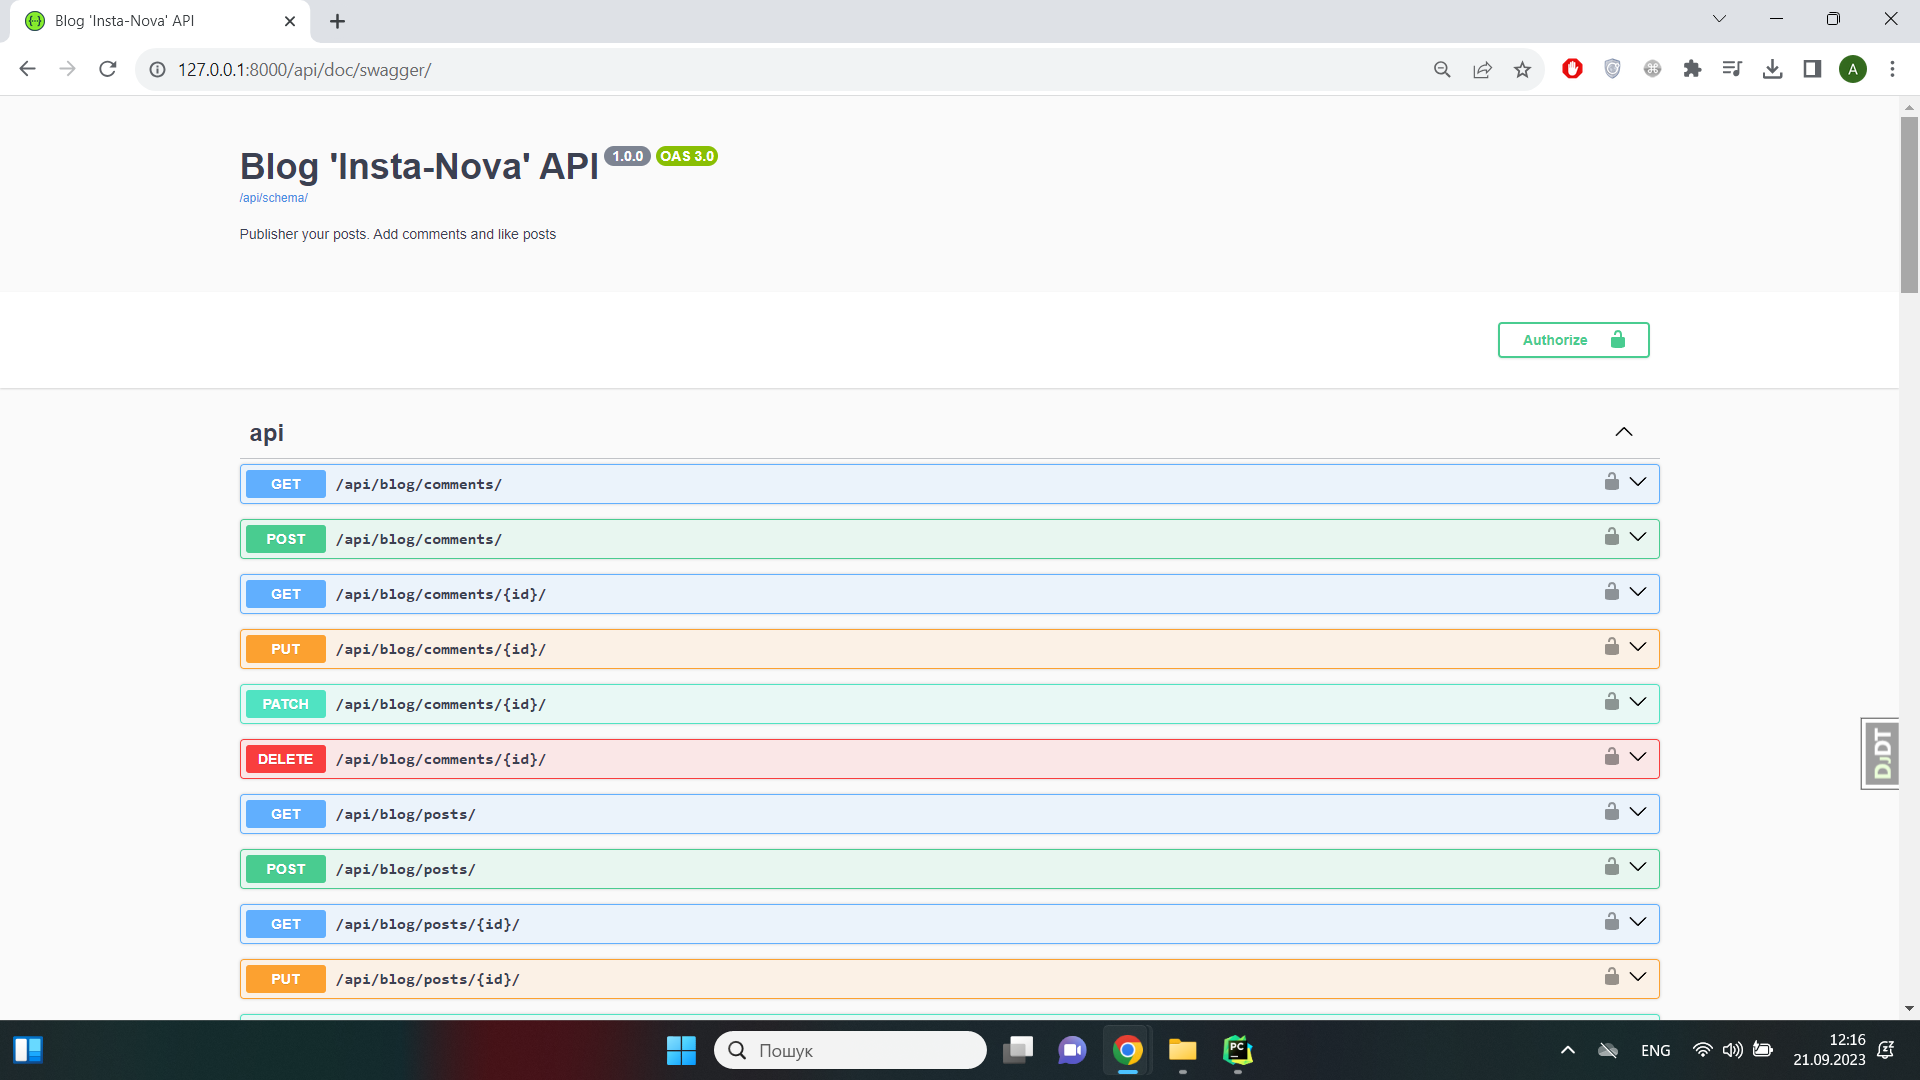 Blog 'Insta-Nova' API
127.0.0.1:8000/api/doc/swagger/
A
Blog 'Insta-Nova' API 1.0.0 OAS 3.0
/api/schema/
Publisher your posts. Add comments and like posts
Authorize
api
GET /api/blog/comments/
POST /api/blog/comments/
GET /api/blog/comments/{id}/
PUT /api/blog/comments/{id}/
PATCH /api/blog/comments/{id}/
DELETE /api/blog/comments/{id}/
DJDT
GET /api/blog/posts/
POST /api/blog/posts/
GET /api/blog/posts/{id}/
PUT /api/blog/posts/{id}/
Пошук
PC
ENG
12:16
21.09.2023